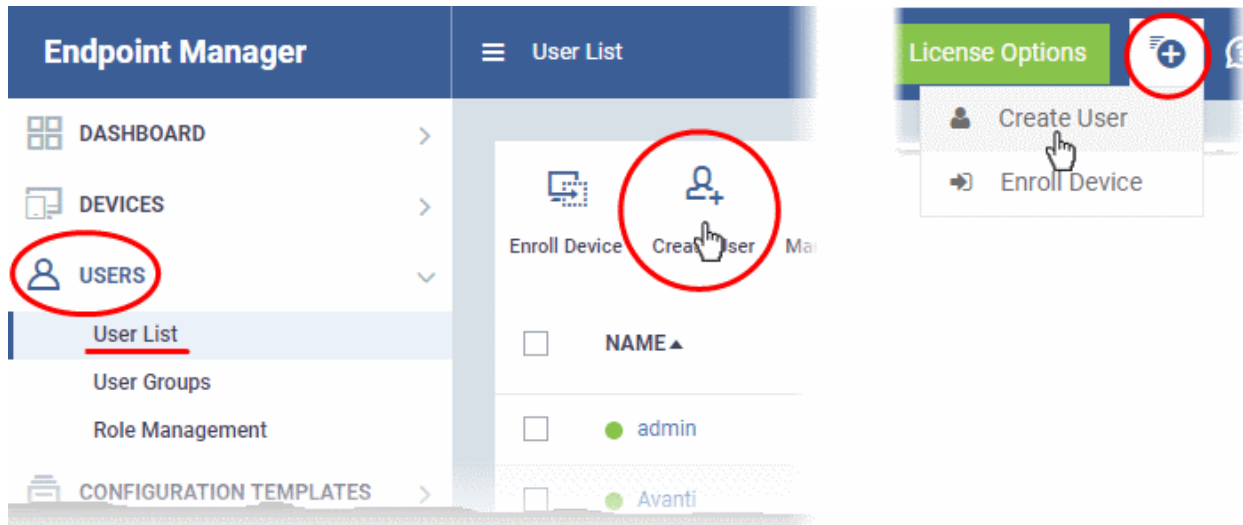 Endpoint Manager
User List
License Options
Create User
Enroll Device
DASHBOARD
DEVICES
USERS
User List
User Groups
Role Management
CONFIGURATION TEMPLATES
Enroll Device
User
NAME
admin
Avanti